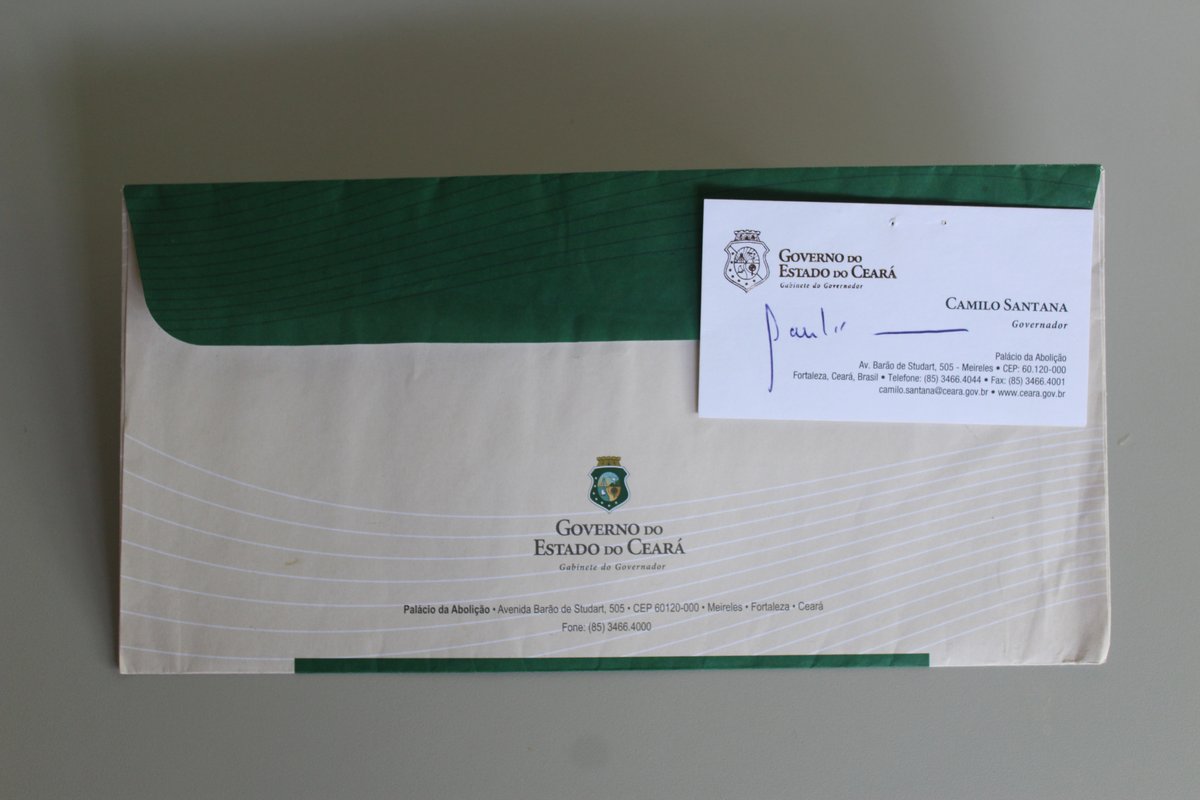 GOVERNO DO
ESTADO DO CEARÁ
Gabinete do Governador
CAMILO SANTANA
Governador
Palácio da Abolição
Av. Barão de Studart, 505 - Meireles • CEP: 60.120-000
Fortaleza, Ceará, Brasil • Telefone: (85) 3466.4044 • Fax: (85) 3466.4001
camilo.santana@ceara.gov.br • www.ceara.gov.br
GOVERNO DO
ESTADO DO CEARÁ
Gabinete do Governador
Palácio da Abolição • Avenida Barão de Studart, 505 • CEP 60120-000 • Meireles • Fortaleza • Ceará
Fone: (85) 3466.4000